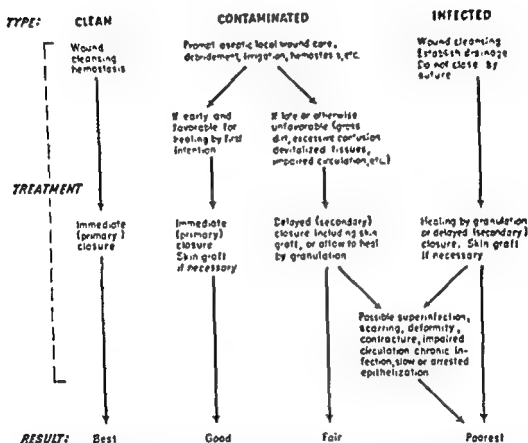 TYPE: CLEAN CONTAMINATED INFECTED
Wound
cleansing
hemostasis
Prompt aseptic local wound care,
debridement, irrigation, hemostasis, etc.
Wound cleansing
Establish drainage
Do not close by
suture
If early and
favorable for
healing by first
intention
If late or otherwise
unfavorable (gross
dirt, excessive contusion
devitalized tissues,
impaired circulation, etc.)
TREATMENT
Immediate
(primary)
closure
Immediate
(primary)
closure
Skin graft
if necessary
Delayed (secondary)
closure including skin
graft, or allow to heal
by granulation
Healing by granulation
or delayed (secondary)
closure. Skin graft
if necessary
Possible superinfection,
scarring, deformity,
contracture, impaired
circulation chronic in-
fection, slow or arrested
epithelization
RESULT: Best Good Fair Poorest